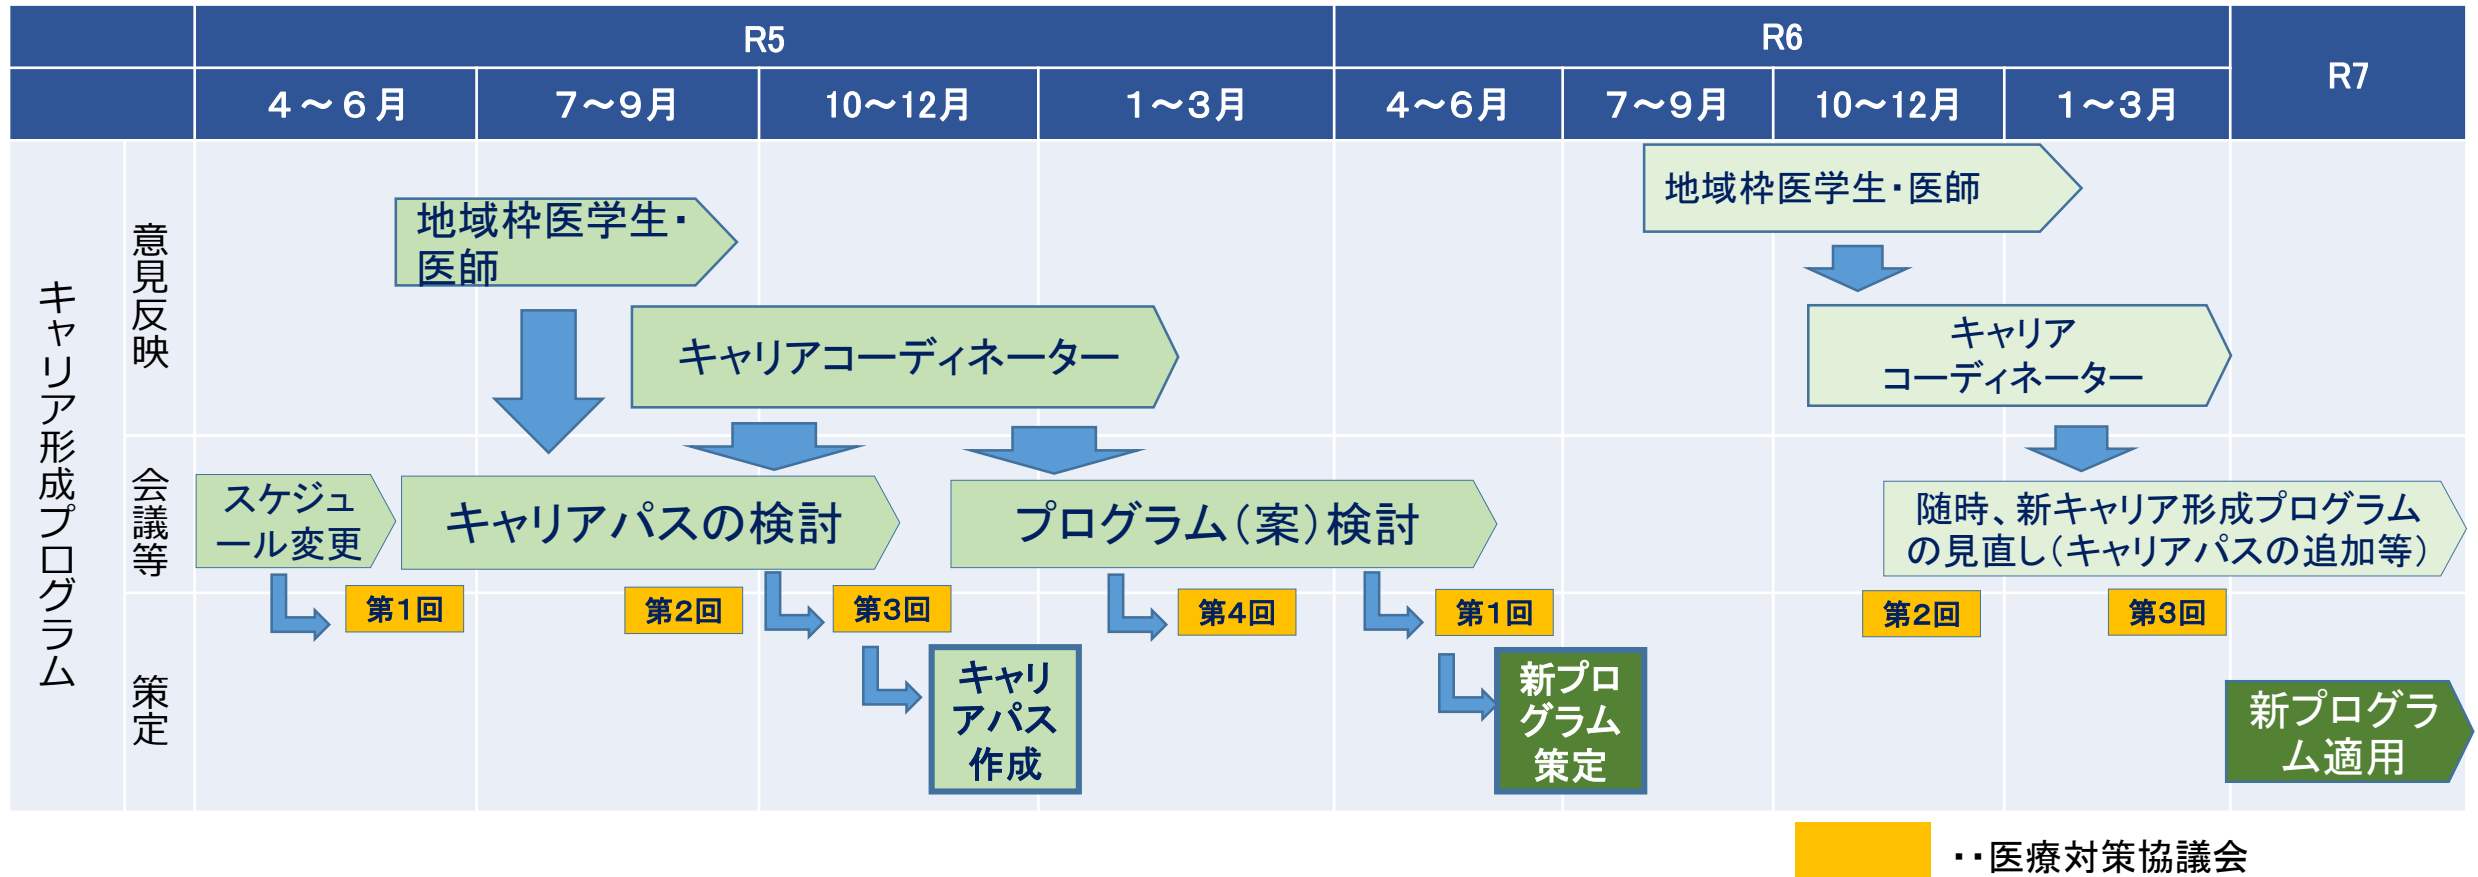 R5
R6
R7
４～６月
７～９月
10～12月
１～３月
４～６月
７～９月
10～12月
１～３月
キャリア形成プログラム
意見反映
地域枠医学生・
医師
キャリアコーディネーター
地域枠医学生・医師
キャリア
コーディネーター
会議等
スケジュ
ール変更
キャリアパスの検討
プログラム（案）検討
随時、新キャリア形成プログラム
の見直し（キャリアパスの追加等）
第１回
第２回
第３回
第４回
第１回
第２回
第３回
策定
キャリ
アパス
作成
新プロ
グラム
策定
新プログラ
ム適用
・・医療対策協議会